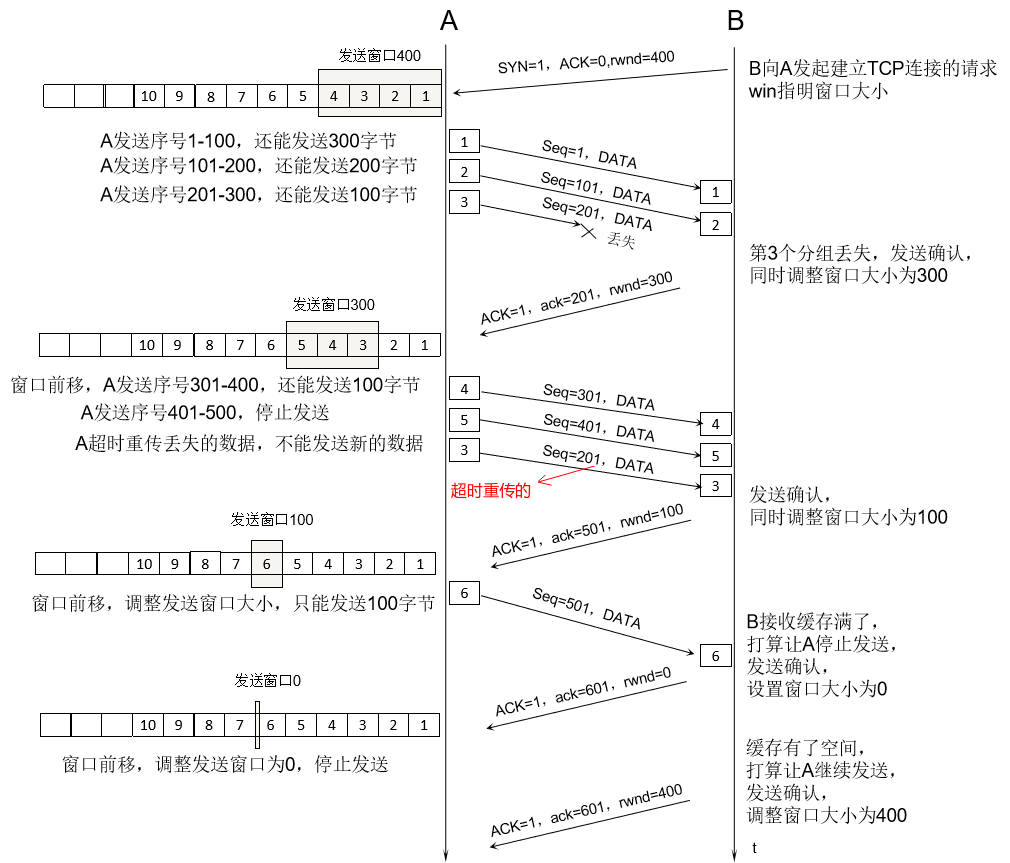 A
B
发送窗口400
SYN=1，ACK=0,rwnd=400
B向A发起建立TCP连接的请求
win指明窗口大小
10 9 8 7 6 5 4 3 2 1
A发送序号1-100，还能发送300字节
A发送序号101-200，还能发送200字节
A发送序号201-300，还能发送100字节
1
Seq=1，DATA
1
2
Seq=101，DATA
2
3
Seq=201，DATA
丢失
第3个分组丢失，发送确认，
同时调整窗口大小为300
ACK=1，ack=201，rwnd=300
发送窗口300
10 9 8 7 6 5 4 3 2 1
窗口前移，A发送序号301-400，还能发送100字节
A发送序号401-500，停止发送
A超时重传丢失的数据，不能发送新的数据
4
Seq=301，DATA
4
5
Seq=401，DATA
5
3
Seq=201，DATA
3
超时重传的
发送确认，
同时调整窗口大小为100
ACK=1，ack=501，rwnd=100
发送窗口100
10 9 8 7 6 5 4 3 2 1
窗口前移，调整发送窗口大小，只能发送100字节
6
Seq=501，DATA
6
B接收缓存满了，
打算让A停止发送，
发送确认，
设置窗口大小为0
ACK=1，ack=601，rwnd=0
发送窗口0
10 9 8 7 6 5 4 3 2 1
窗口前移，调整发送窗口为0，停止发送
缓存有了空间，
打算让A继续发送，
发送确认，
调整窗口大小为400
ACK=1，ack=601，rwnd=400
t